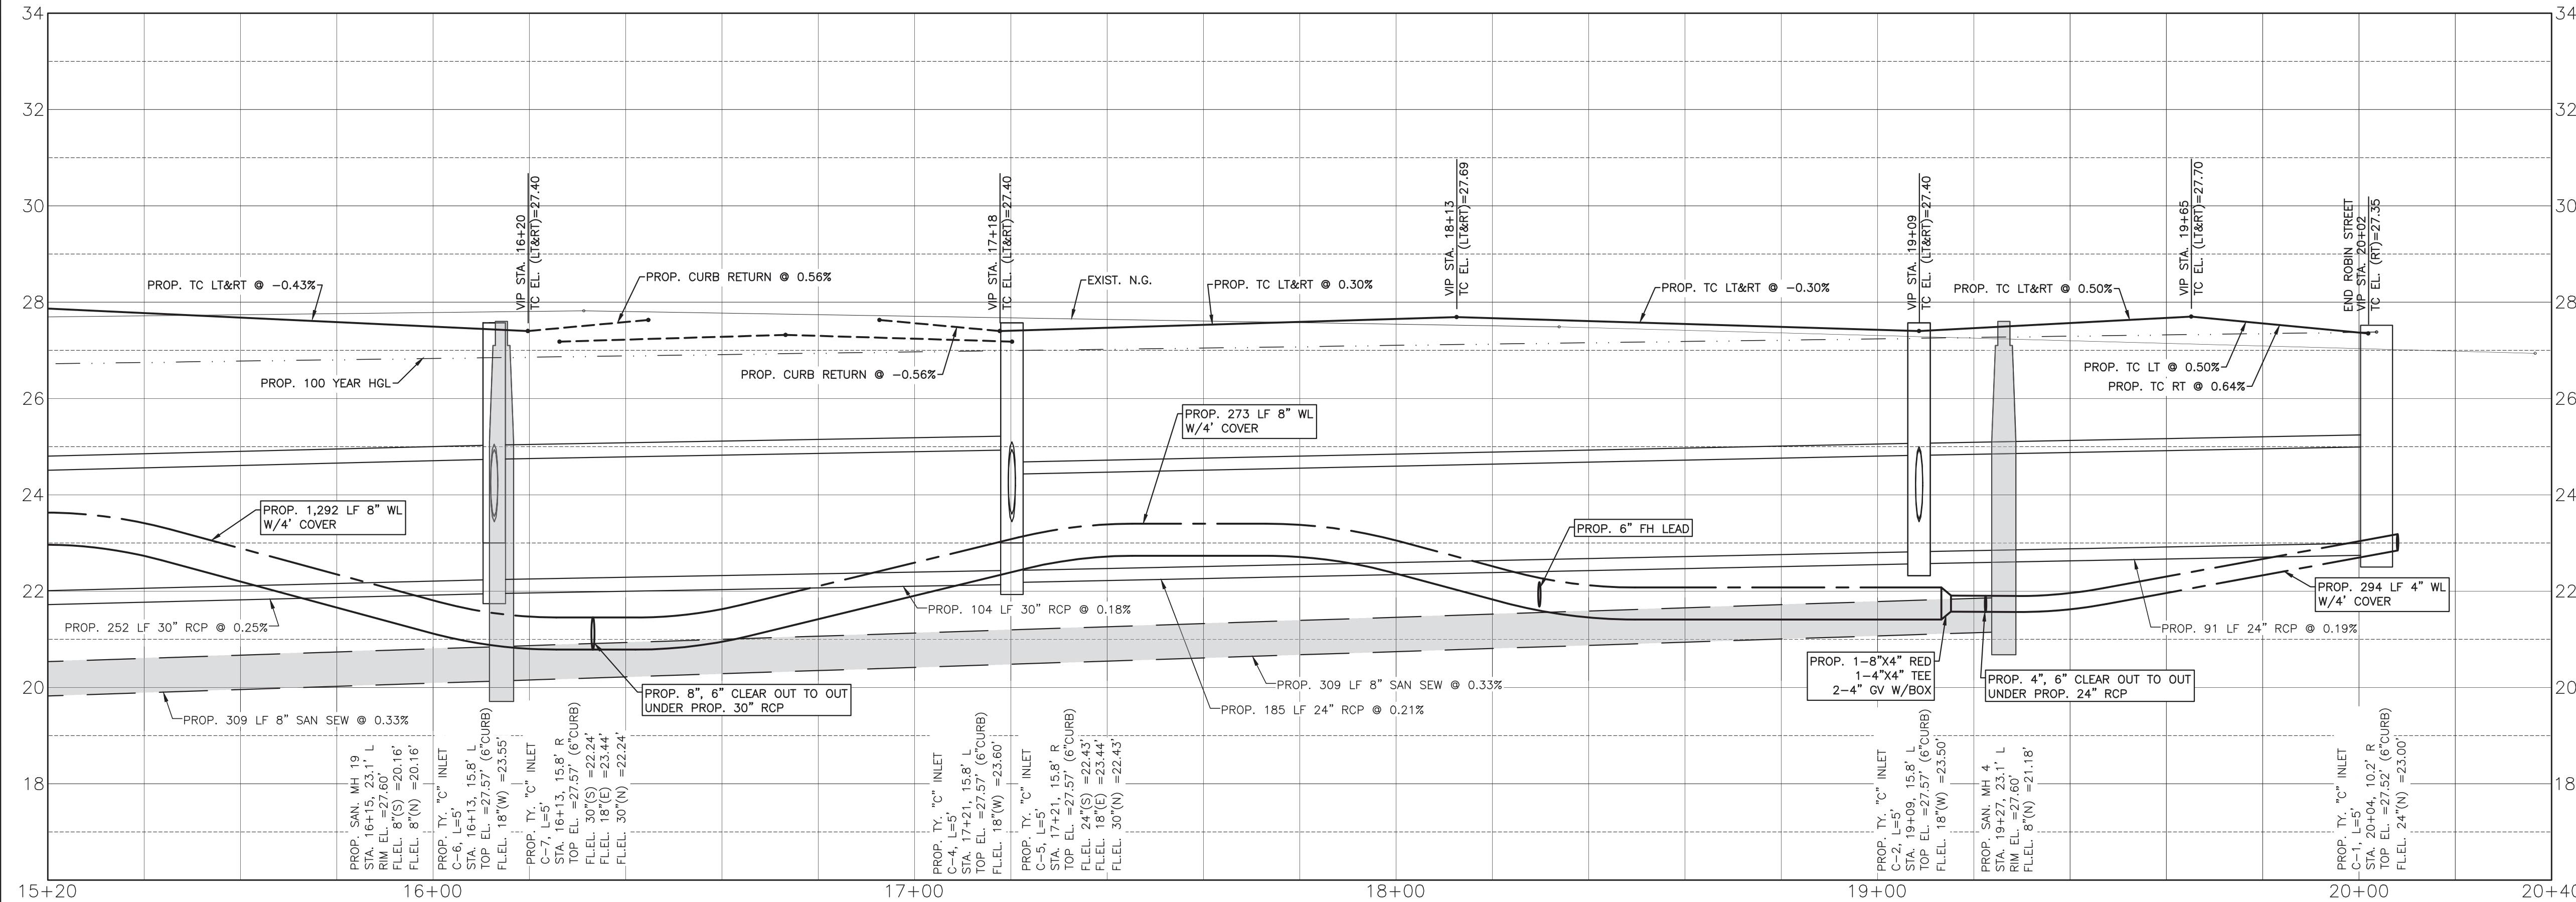 34
34
32
32
30
30
28
28
26
26
24
24
22
22
20
20
18
18
VIP STA. 16+20
TC EL. (LT&RT)=27.40
VIP STA. 17+18
TC EL. (LT&RT)=27.40
VIP STA. 18+13
TC EL. (LT&RT)=27.69
VIP STA. 19+09
TC EL. (LT&RT)=27.40
VIP STA. 19+65
TC EL. (LT&RT)=27.70
END ROBIN STREET
VIP STA. 20+02
TC EL. (RT)=27.35
PROP. TC LT&RT @ -0.43%
PROP. CURB RETURN @ 0.56%
EXIST. N.G.
PROP. TC LT&RT @ 0.30%
PROP. TC LT&RT @ -0.30%
PROP. TC LT&RT @ 0.50%
PROP. 100 YEAR HGL
PROP. CURB RETURN @ -0.56%
PROP. TC LT @ 0.50%
PROP. TC RT @ 0.64%
PROP. 273 LF 8" WL
W/4' COVER
PROP. 1,292 LF 8" WL
W/4' COVER
PROP. 6" FH LEAD
PROP. 294 LF 4" WL
W/4' COVER
PROP. 252 LF 30" RCP @ 0.25%
PROP. 104 LF 30" RCP @ 0.18%
PROP. 91 LF 24" RCP @ 0.19%
PROP. 309 LF 8" SAN SEW @ 0.33%
PROP. 8", 6" CLEAR OUT TO OUT
UNDER PROP. 30" RCP
PROP. 309 LF 8" SAN SEW @ 0.33%
PROP. 185 LF 24" RCP @ 0.21%
PROP. 1-8"X4" RED
1-4"X4" TEE
2-4" GV W/BOX
PROP. 4", 6" CLEAR OUT TO OUT
UNDER PROP. 24" RCP
PROP. SAN. MH 19
STA. 16+15, 23.1' L
RIM EL. =27.60'
FL.EL. 8"(S) =20.16'
FL.EL. 8"(N) =20.16'
PROP. TY. "C" INLET
C-6, L=5'
STA. 16+13, 15.8' L
TOP EL. =27.57' (6"CURB)
FL.EL. 18"(W) =23.55'
PROP. TY. "C" INLET
C-7, L=5'
STA. 16+13, 15.8' R
TOP EL. =27.57' (6"CURB)
FL.EL. 30"(S) =22.24'
FL.EL. 18"(E) =23.44'
FL.EL. 30"(N) =22.24'
PROP. TY. "C" INLET
C-4, L=5'
STA. 17+21, 15.8' L
TOP EL. =27.57' (6"CURB)
FL.EL. 18"(W) =23.60'
PROP. TY. "C" INLET
C-5, L=5'
STA. 17+21, 15.8' R
TOP EL. =27.57' (6"CURB)
FL.EL. 24"(S) =22.43'
FL.EL. 18"(E) =23.44'
FL.EL. 30"(N) =22.43'
PROP. TY. "C" INLET
C-2, L=5'
STA. 19+09, 15.8' L
TOP EL. =27.57' (6"CURB)
FL.EL. 18"(W) =23.50'
PROP. SAN. MH 4
STA. 19+27, 23.1' L
RIM EL. =27.60'
FL.EL. 8"(N) =21.18'
PROP. TY. "C" INLET
C-1, L=5'
STA. 20+04, 10.2' R
TOP EL. =27.52' (6"CURB)
FL.EL. 24"(N) =23.00'
15+20
16+00
17+00
18+00
19+00
20+00
20+40